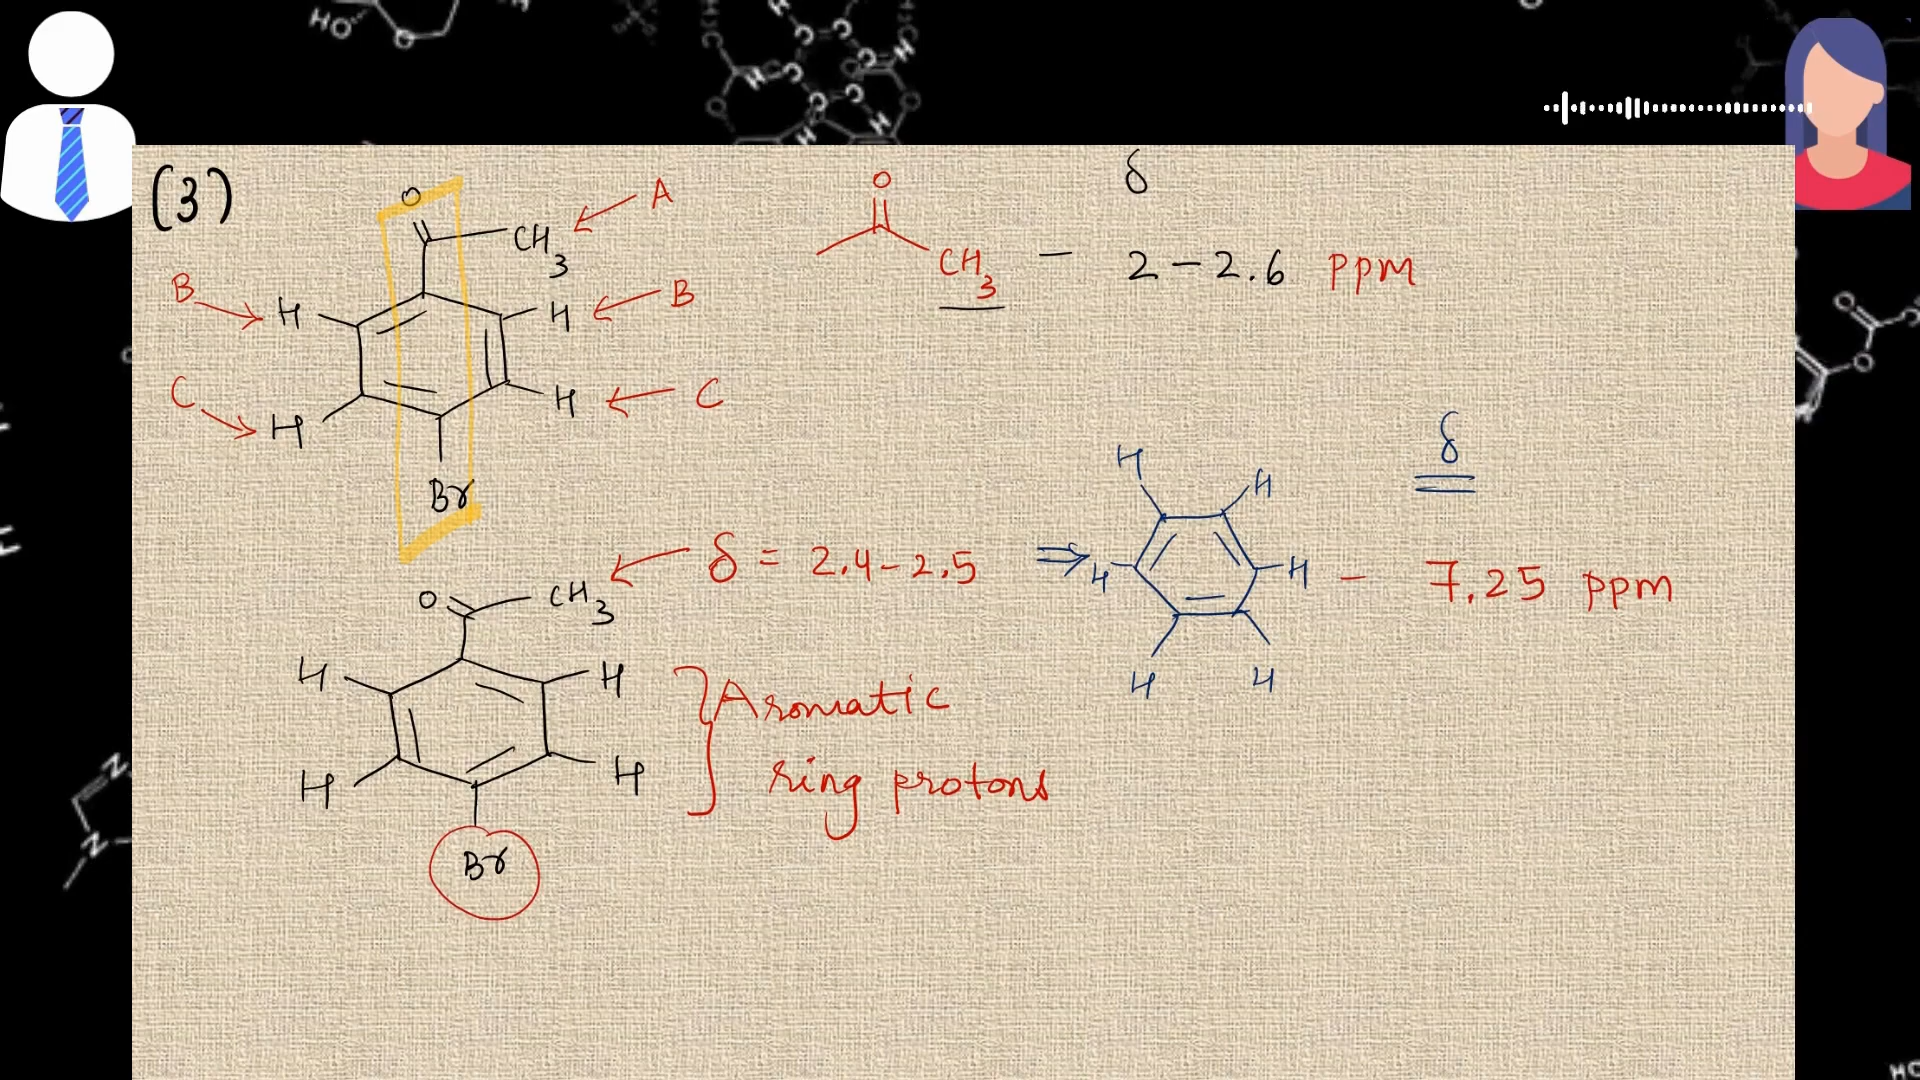 (3)
O
CH3
A
B
H
H
B
C
H
H
C
Br
O
CH3
δ
- 2-2.6 ppm
O
CH3
δ = 2.4-2.5
H
H
H
H
Aromatic
ring protons
Br
⇒
H
H
H
H
H
H
δ
- 7.25 ppm